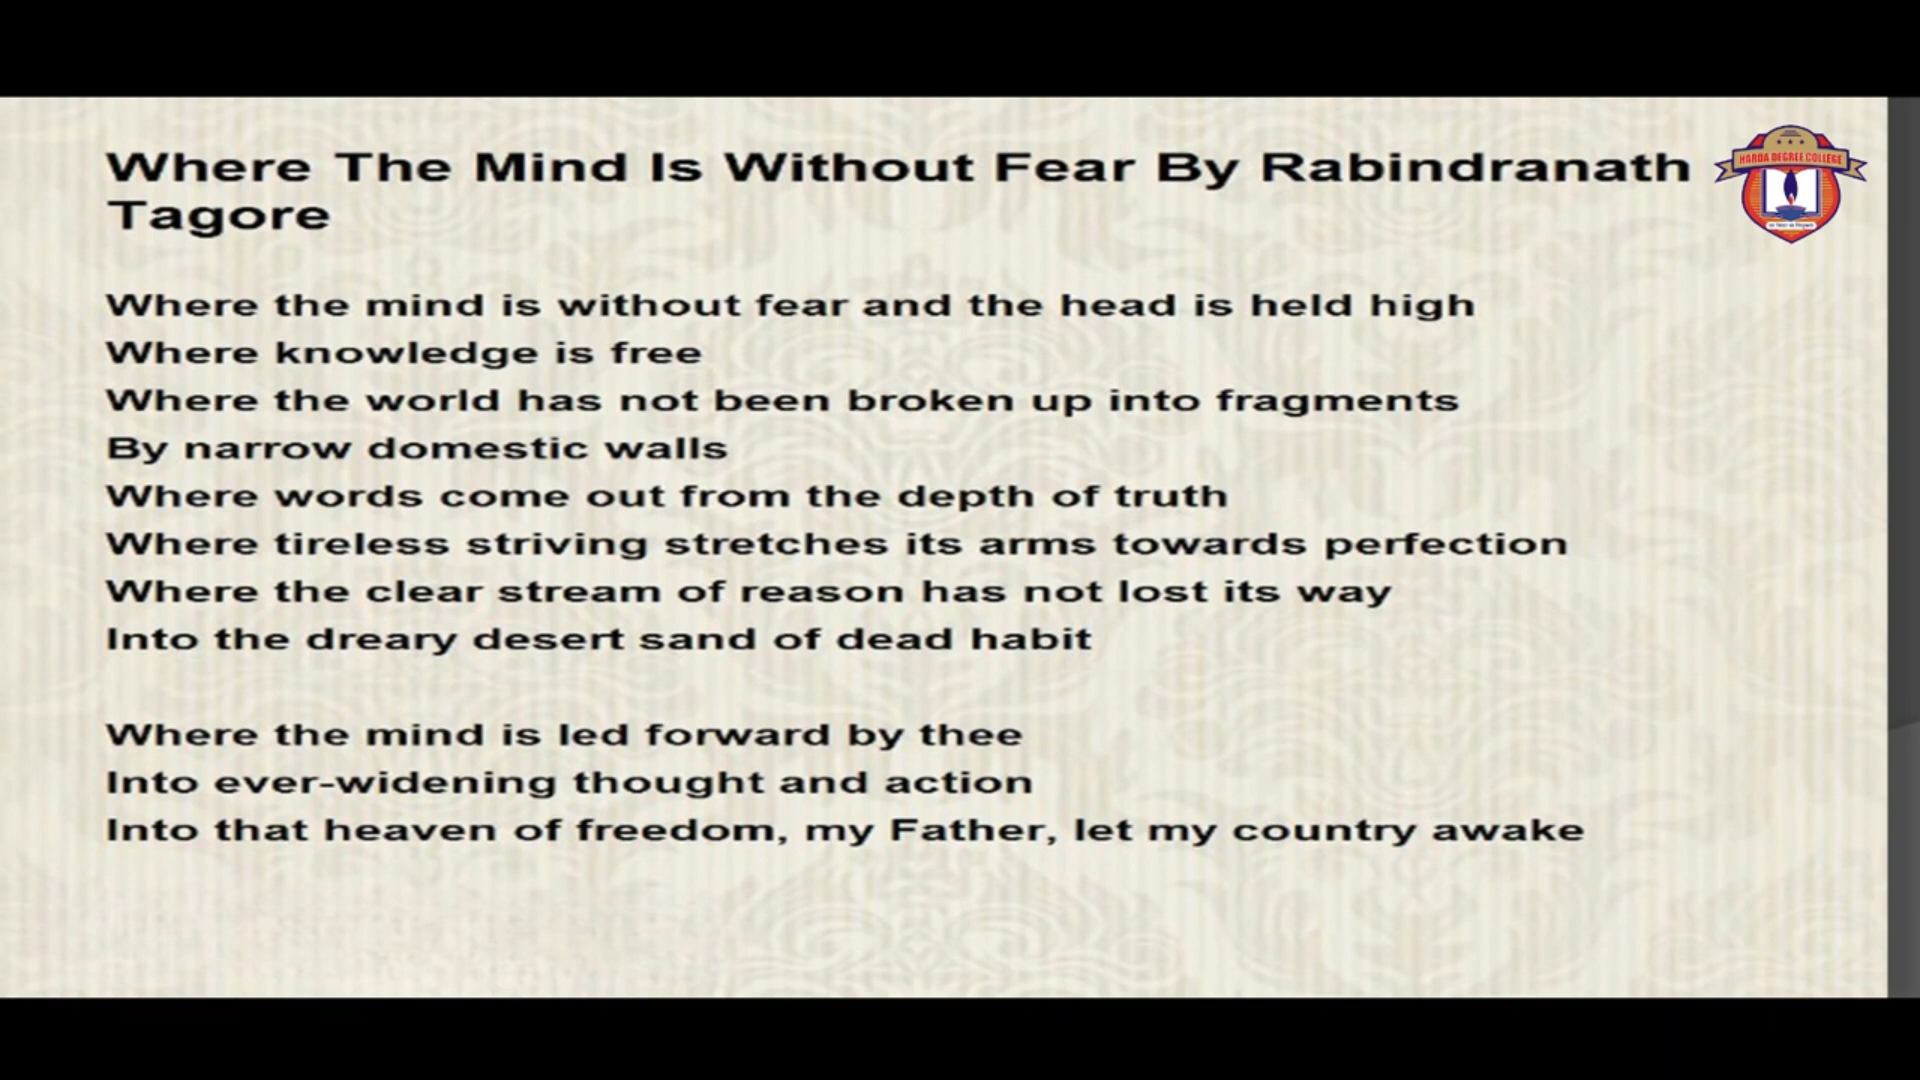 Where The Mind Is Without Fear By Rabindranath
Tagore
HARDA DEGREE COLLEGE
Where the mind is without fear and the head is held high
Where knowledge is free
Where the world has not been broken up into fragments
By narrow domestic walls
Where words come out from the depth of truth
Where tireless striving stretches its arms towards perfection
Where the clear stream of reason has not lost its way
Into the dreary desert sand of dead habit
Where the mind is led forward by thee
Into ever-widening thought and action
Into that heaven of freedom, my Father, let my country awake